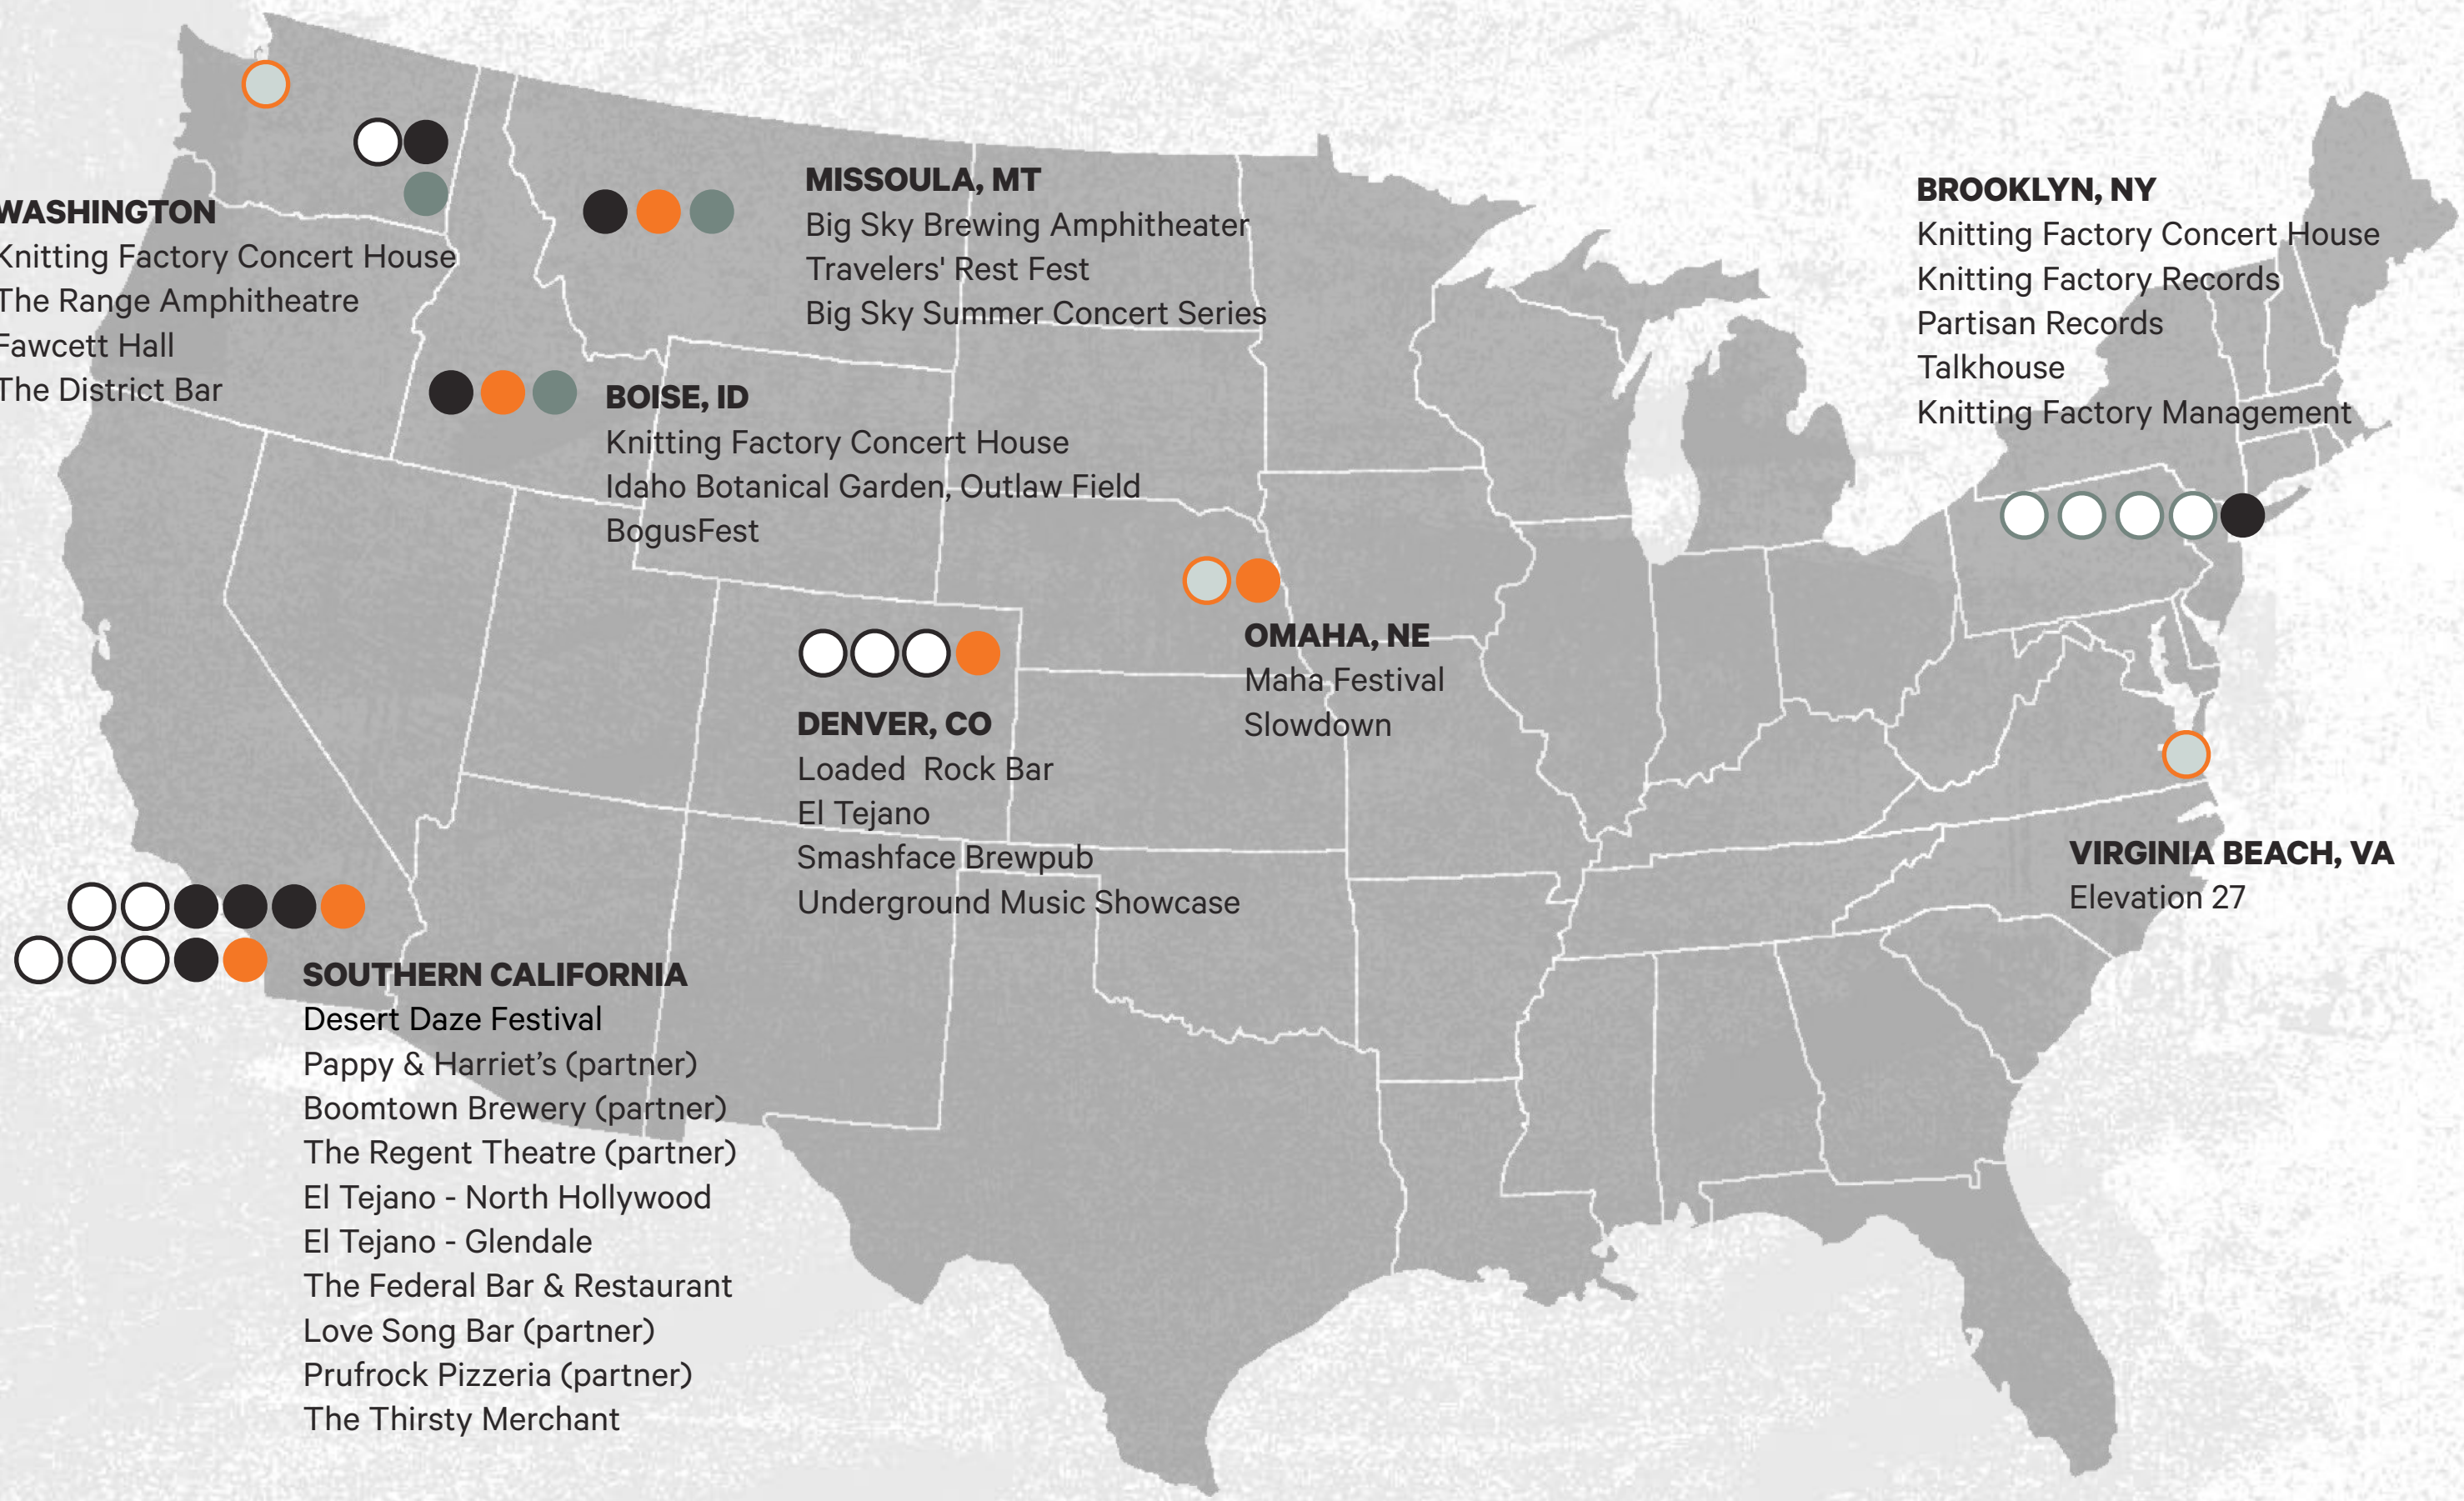 WASHINGTON
Knitting Factory Concert House
The Range Amphitheatre
Fawcett Hall
The District Bar
MISSOULA, MT
Big Sky Brewing Amphitheater
Travelers' Rest Fest
Big Sky Summer Concert Series
BROOKLYN, NY
Knitting Factory Concert House
Knitting Factory Records
Partisan Records
Talkhouse
Knitting Factory Management
BOISE, ID
Knitting Factory Concert House
Idaho Botanical Garden, Outlaw Field
BogusFest
OMAHA, NE
Maha Festival
Slowdown
DENVER, CO
Loaded  Rock Bar
El Tejano
Smashface Brewpub
Underground Music Showcase
VIRGINIA BEACH, VA
Elevation 27
SOUTHERN CALIFORNIA
Desert Daze Festival
Pappy & Harriet’s (partner)
Boomtown Brewery (partner)
The Regent Theatre (partner)
El Tejano - North Hollywood
El Tejano - Glendale
The Federal Bar & Restaurant
Love Song Bar (partner)
Prufrock Pizzeria (partner)
The Thirsty Merchant